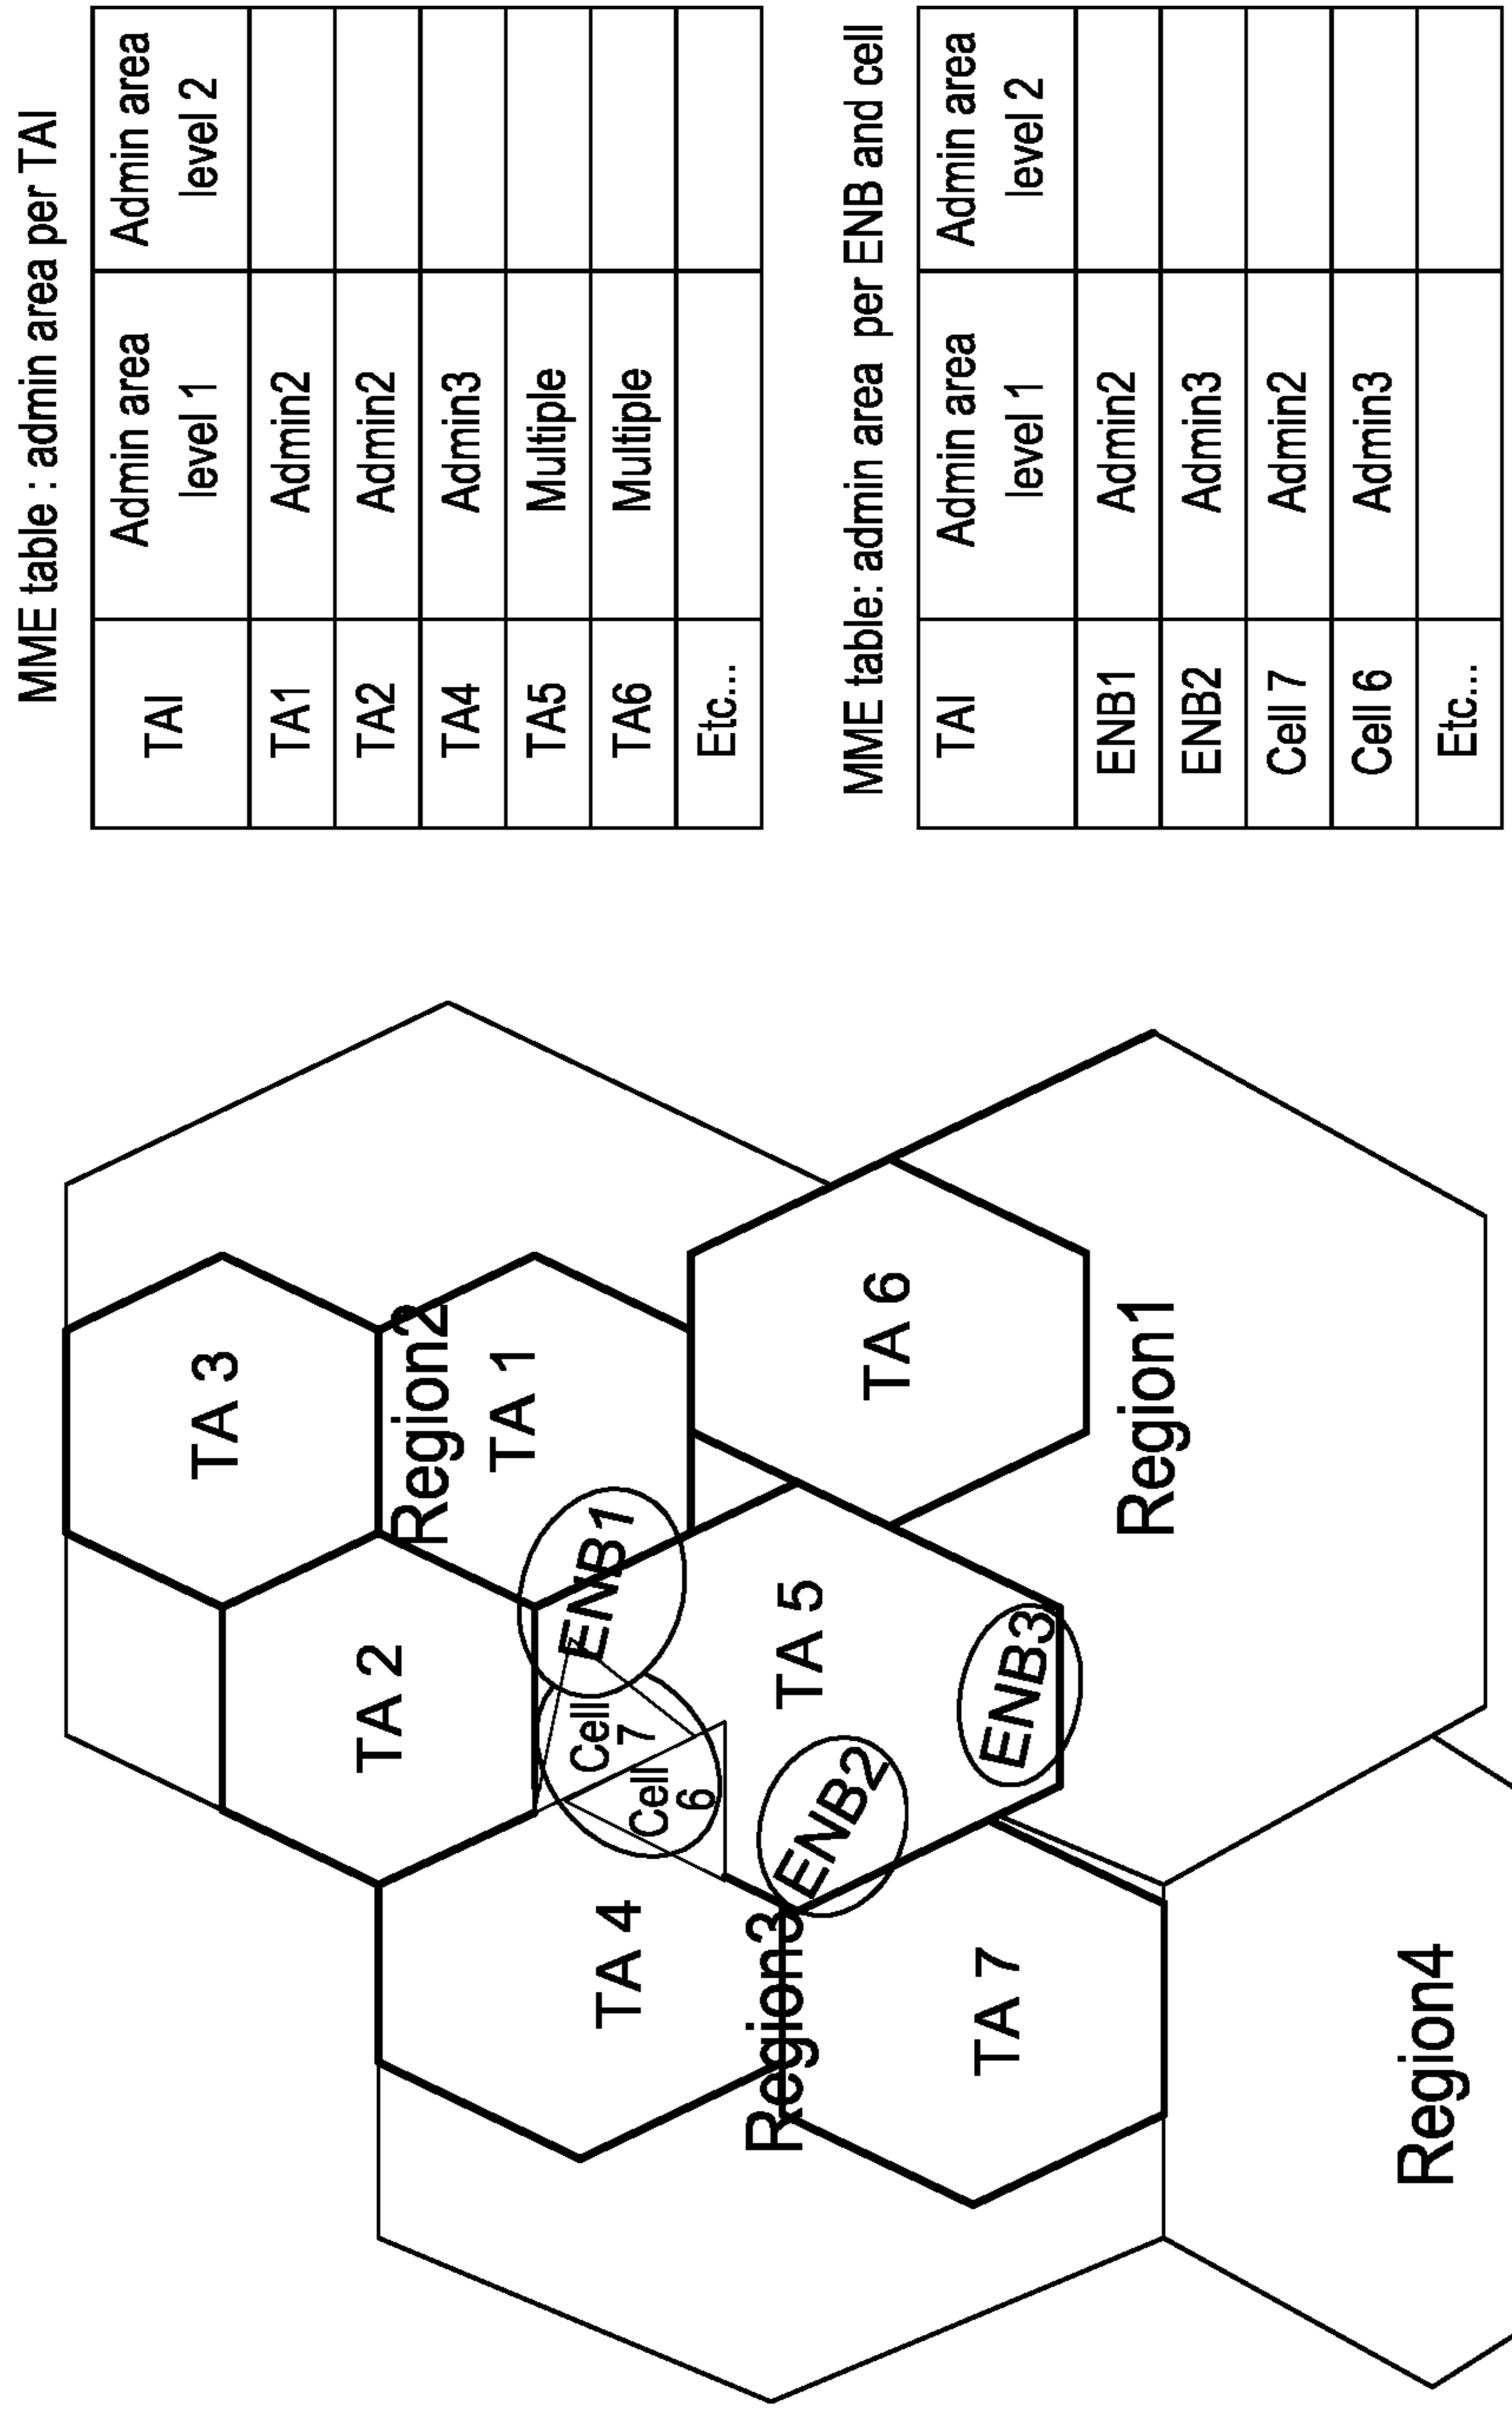 TA 3
TA 2
Region2
TA 1
ENB1
Cell
7
Cell
6
TA 4
Region3
TA 5
ENB2
TA 6
TA 7
ENB3
Region1
Region4
MME table : admin area per TAI
TAI Admin area level 1 Admin area level 2
TA1 Admin2
TA2 Admin2
TA4 Admin3
TA5 Multiple
TA6 Multiple
Etc...
MME table: admin area per ENB and cell
TAI Admin area level 1 Admin area level 2
ENB1 Admin2
ENB2 Admin3
Cell 7 Admin2
Cell 6 Admin3
Etc...